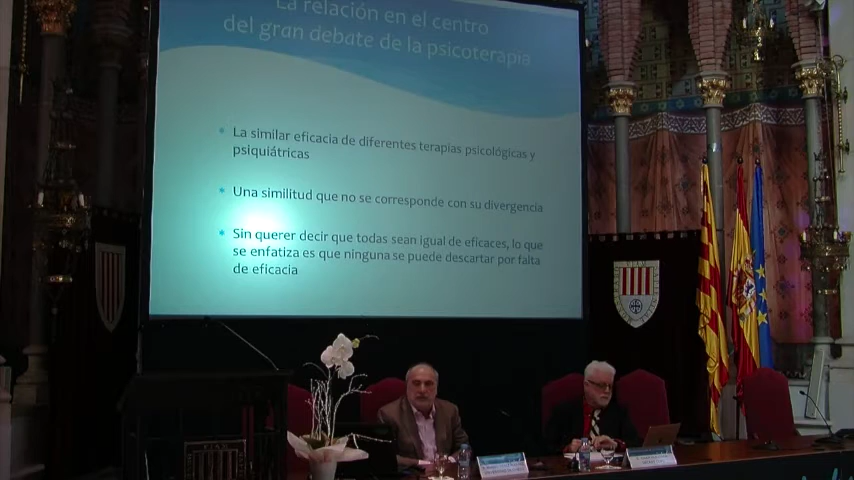 La relación en el centro
del gran debate de la psicoterapia
La similar eficacia de diferentes terapias psicológicas y
psiquiátricas
Una similitud que no se corresponde con su divergencia
Sin querer decir que todas sean igual de eficaces, lo que
se enfatiza es que ninguna se puede descartar por falta
de eficacia